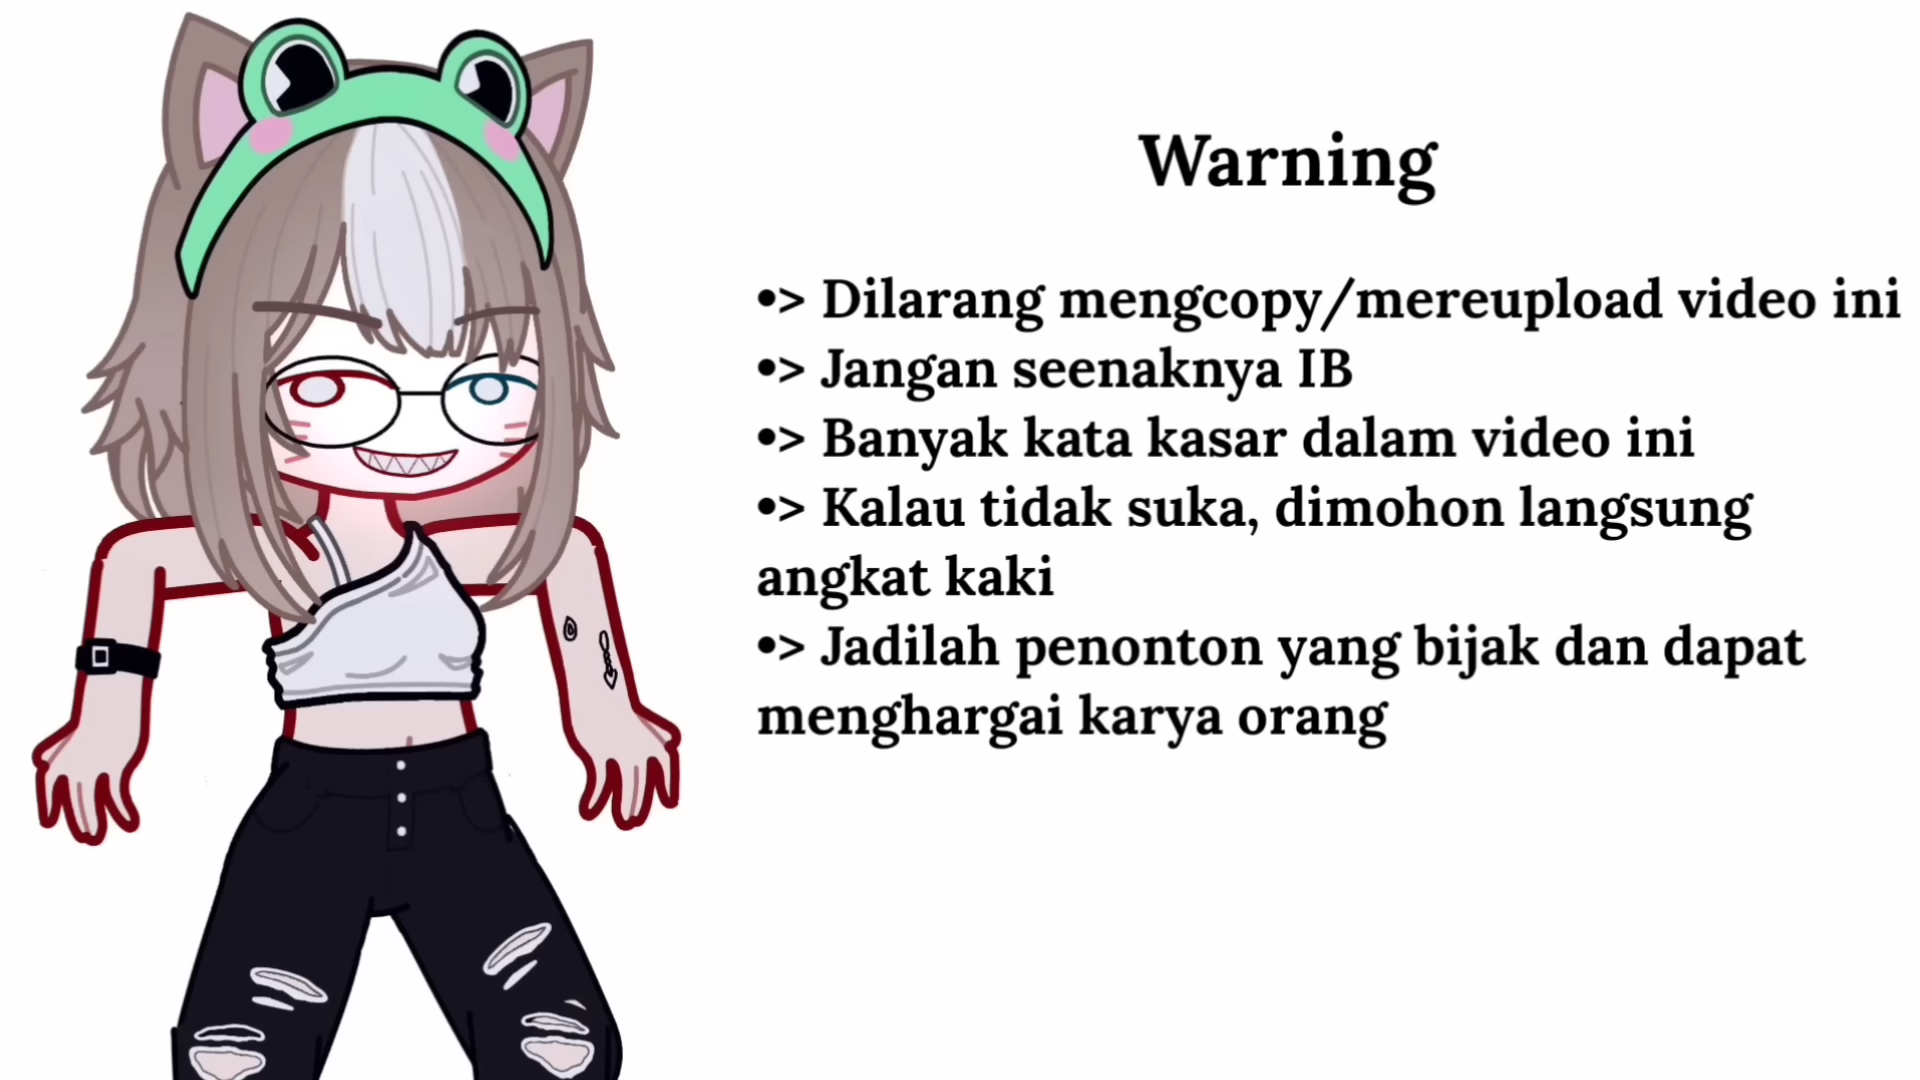 Warning
•> Dilarang mengcopy/mereupload video ini
•> Jangan seenaknya IB
•> Banyak kata kasar dalam video ini
•> Kalau tidak suka, dimohon langsung
angkat kaki
•> Jadilah penonton yang bijak dan dapat
menghargai karya orang